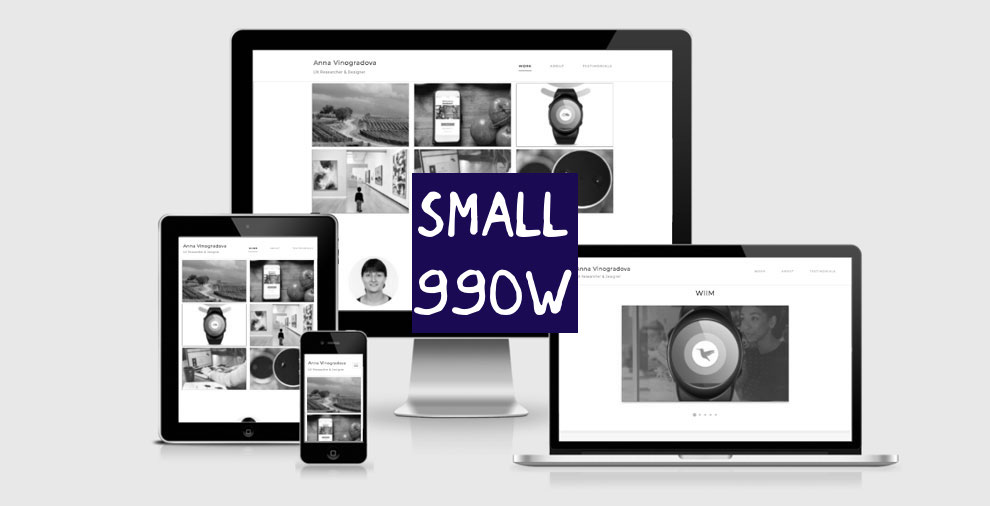 Anna Vinogradova
UX Researcher & Designer
WORK ABOUT TESTIMONIALS
SMALL
990W
Anna Vinogradova
UX Researcher & Designer
WORK ABOUT TESTIMONIALS
Anna Vinogradova
UX Researcher & Designer
WORK ABOUT TESTIMONIALS
WIIM
Anna Vinogradova
UX Researcher & Designer